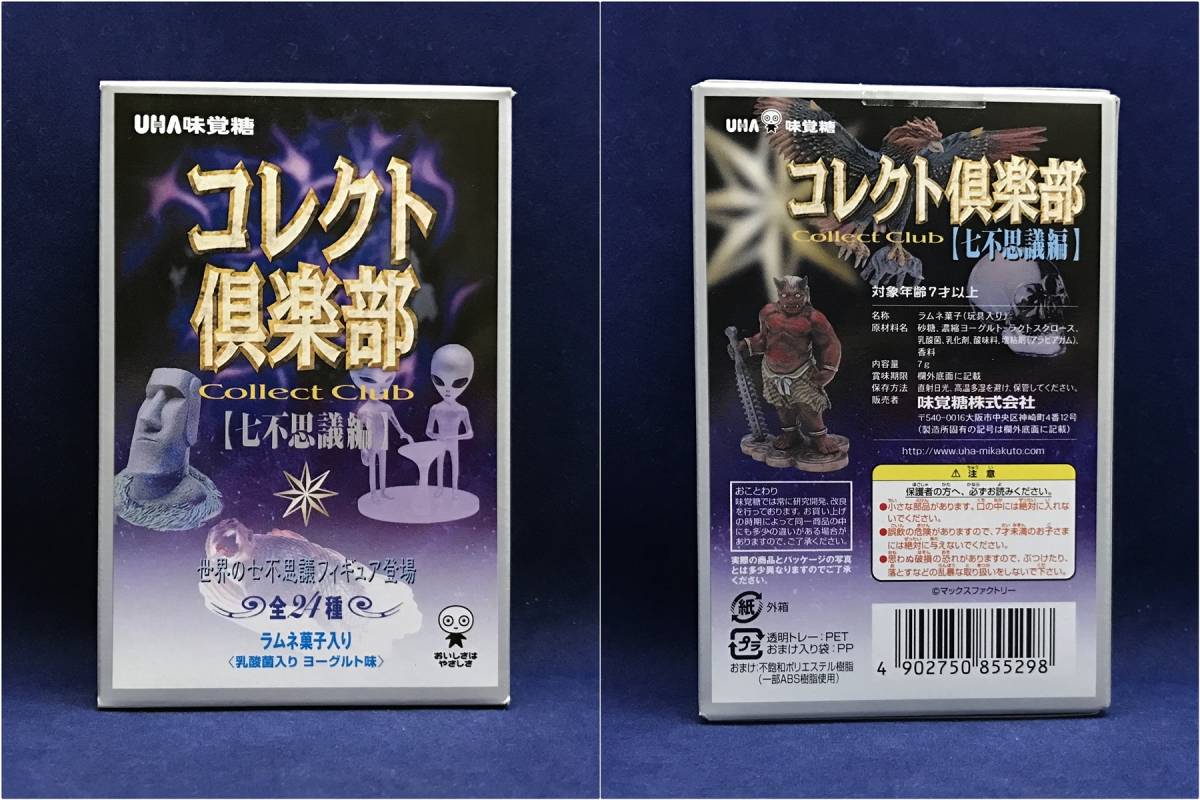 UHA味覚糖
コレクト
倶楽部
Collect Club
【七不思議編】
世界の七不思議フィギュア登場
全24種
ラムネ菓子入り
〈乳酸菌入り ヨーグルト味〉
おいしさは
やさしさ
UHA 味覚糖
コレクト倶楽部
Collect Club
【七不思議編】
対象年齢7才以上
名称 ラムネ菓子(玩具入り)
原材料名 砂糖、濃縮ヨーグルト、ラクトスクロース、
乳酸菌、乳化剤、酸味料、増粘剤(アラビアガム)、
香料
内容量 7g
賞味期限 欄外底面に記載
保存方法 直射日光、高温多湿を避け、保管してください。
販売者 味覚糖株式会社
〒540-0016大阪市中央区神崎町4番12号
(製造所固有の記号は欄外底面に記載)
http://www.uha-mikakuto.com
⚠ 注意
保護者の方へ、必ずお読みください。
●小さな部品があります。口の中には絶対に入れな
いでください。
●誤飲の危険がありますので、7才未満のお子さま
には絶対に与えないでください。
●思わぬ破損の恐れがありますので、ぶつけたり、
落とすなどの乱暴な取り扱いをしないで下さい。
©マックスファクトリー
おことわり
味覚糖では常に研究開発、改良
を行っております。お買い上げ
の時期によって同一商品の中
にも多少の違いがある場合が
ありますので、ご了承ください。
実際の商品とパッケージの写真
とは多少異なりますのでご了承
ください。
紙 外箱
プラ 透明トレー:PET
おまけ入り袋:PP
おまけ:不飽和ポリエステル樹脂
(一部ABS樹脂使用)
4 902750 855298